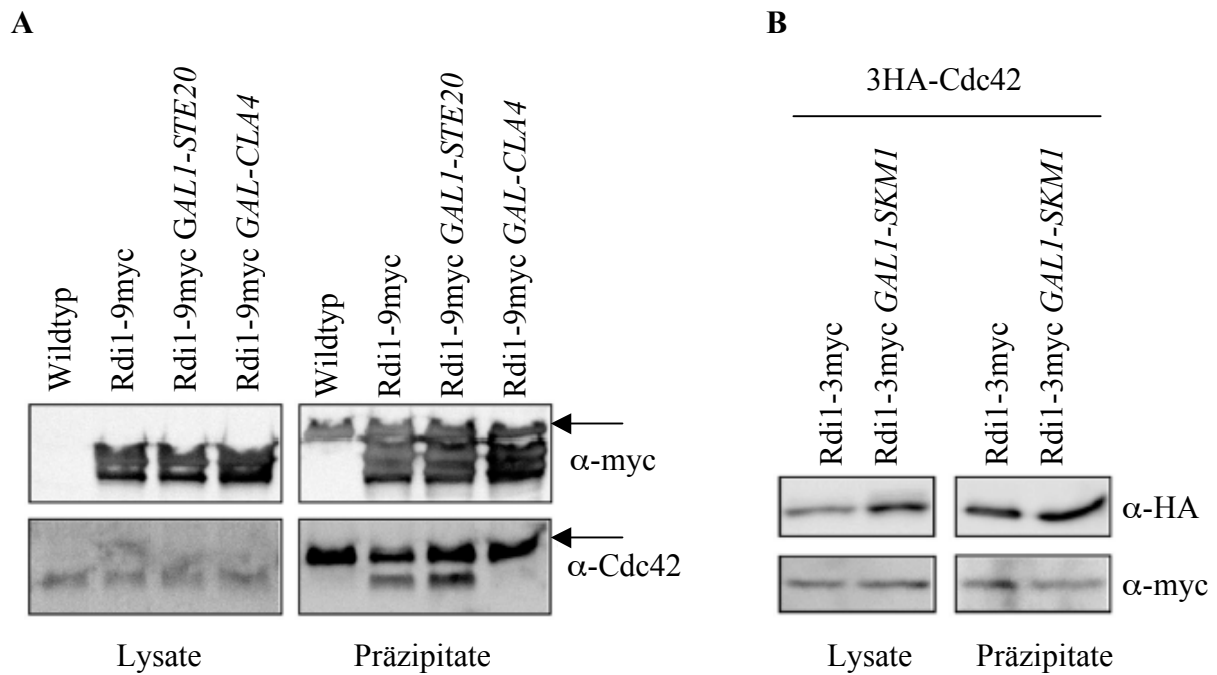 A
B
3HA-Cdc42
Wildtyp
Rdi1-9myc
Rdi1-9myc GAL1-STE20
Rdi1-9myc GAL-CLA4
Wildtyp
Rdi1-9myc
Rdi1-9myc GAL1-STE20
Rdi1-9myc GAL-CLA4
α-myc
α-Cdc42
Lysate
Präzipitate
Rdi1-3myc
Rdi1-3myc GAL1-SKM1
Rdi1-3myc
Rdi1-3myc GAL1-SKM1
α-HA
α-myc
Lysate
Präzipitate